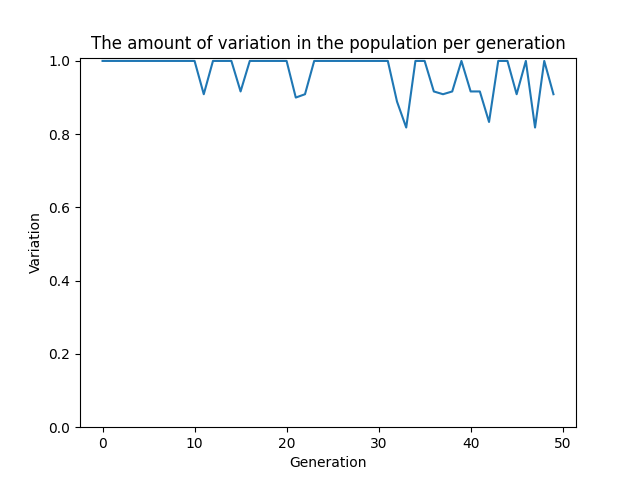 The amount of variation in the population per generation
1.0
0.8
0.6
0.4
0.2
0.0
Variation
0 10 20 30 40 50
Generation